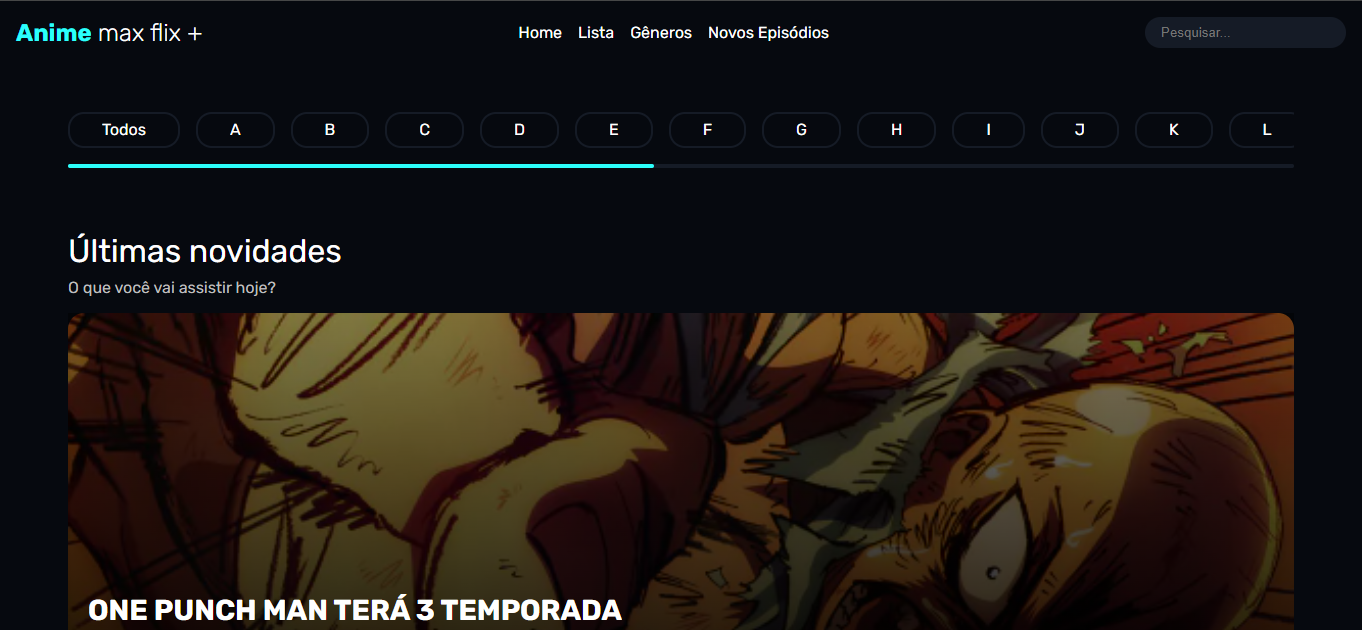 Anime max flix + Home Lista Gêneros Novos Episódios Pesquisar...
Todos A B C D E F G H I J K L
Últimas novidades
O que você vai assistir hoje?
ONE PUNCH MAN TERÁ 3 TEMPORADA